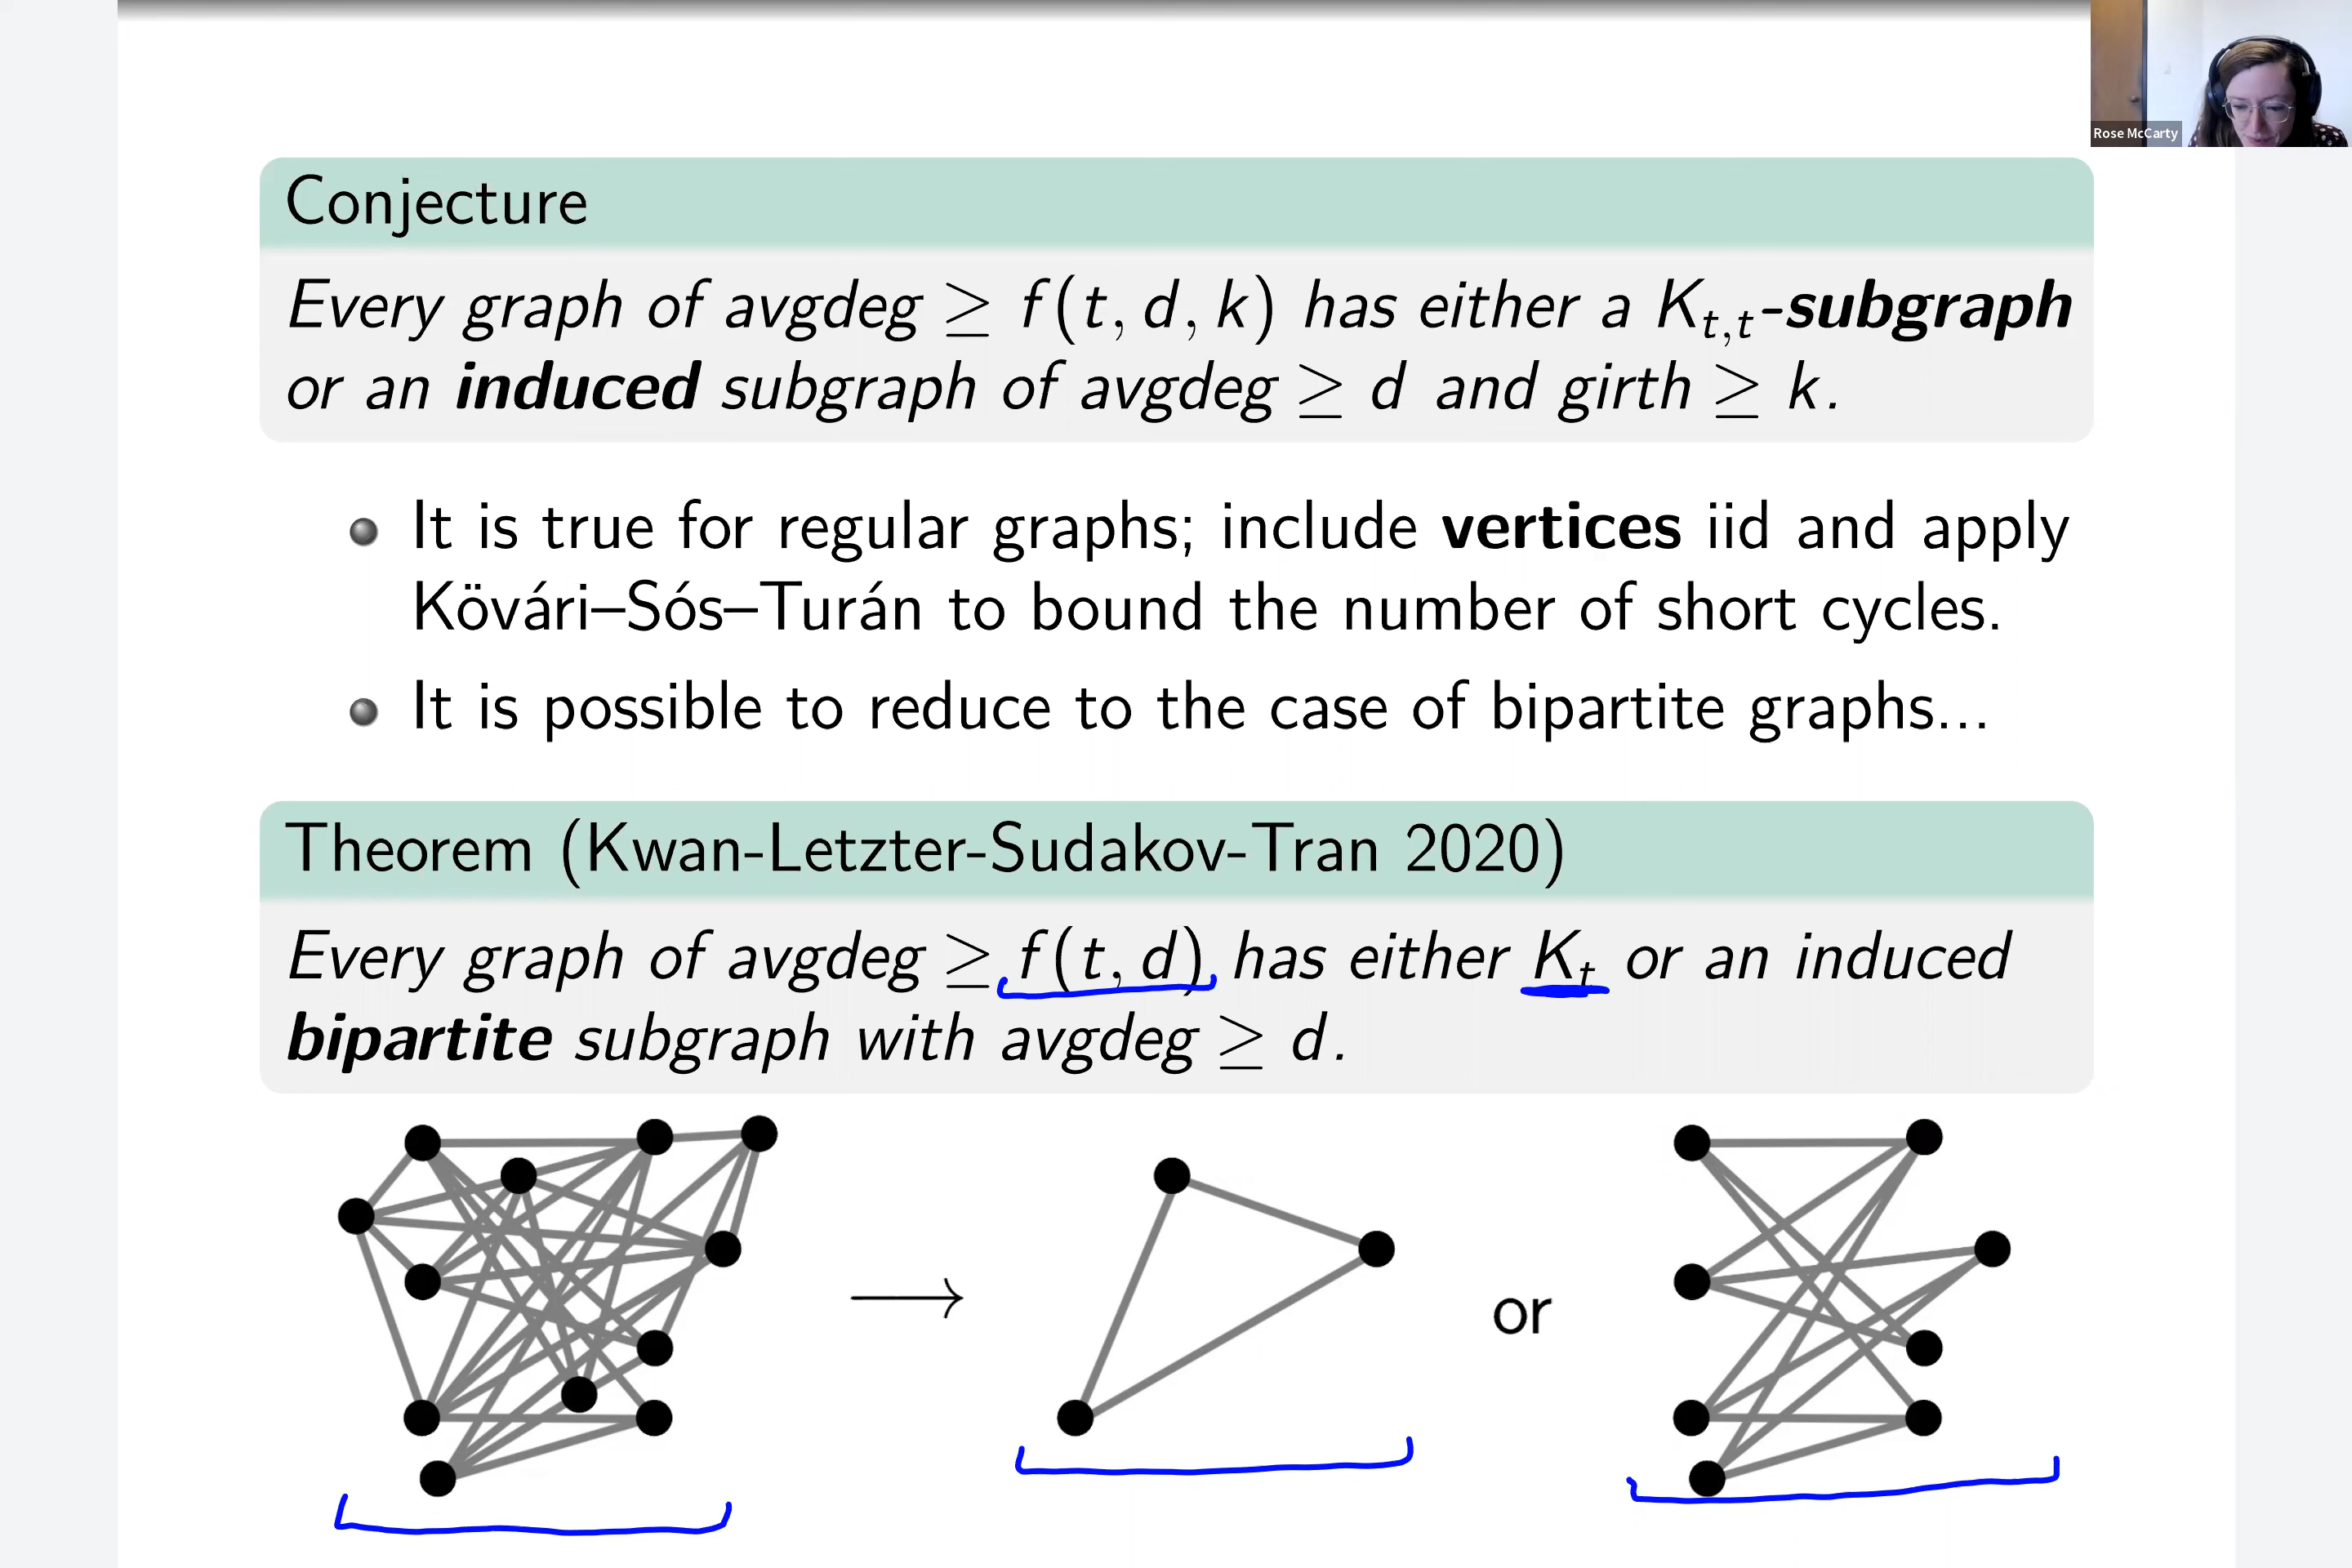 Rose McCarty
Conjecture
Every graph of avgdeg ≥ f(t, d, k) has either a K_{t,t}-subgraph
or an induced subgraph of avgdeg ≥ d and girth ≥ k.
It is true for regular graphs; include vertices iid and apply
Kövári–Sós–Turán to bound the number of short cycles.
It is possible to reduce to the case of bipartite graphs...
Theorem (Kwan-Letzter-Sudakov-Tran 2020)
Every graph of avgdeg ≥ f(t, d) has either K_t or an induced
bipartite subgraph with avgdeg ≥ d.
or